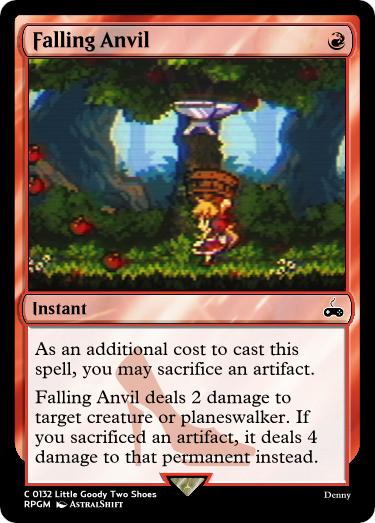 Falling Anvil
Instant
As an additional cost to cast this
spell, you may sacrifice an artifact.
Falling Anvil deals 2 damage to
target creature or planeswalker. If
you sacrificed an artifact, it deals 4
damage to that permanent instead.
C 0132 Little Goody Two Shoes
Denny
RPGM AstralShift